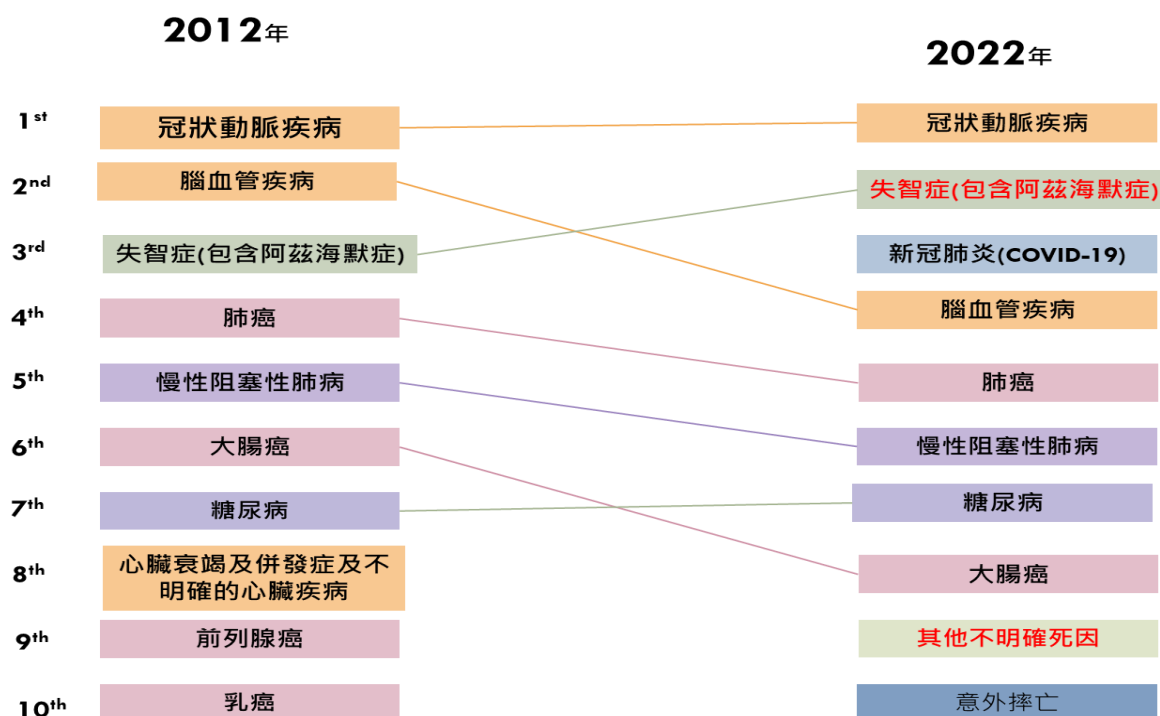 2012年
2022年
1st
冠狀動脈疾病
冠狀動脈疾病
2nd
腦血管疾病
失智症(包含阿茲海默症)
3rd
失智症(包含阿茲海默症)
新冠肺炎(COVID-19)
4th
肺癌
腦血管疾病
5th
慢性阻塞性肺病
肺癌
6th
大腸癌
慢性阻塞性肺病
7th
糖尿病
糖尿病
8th
心臟衰竭及併發症及不
明確的心臟疾病
大腸癌
9th
前列腺癌
其他不明確死因
10th
乳癌
意外摔亡